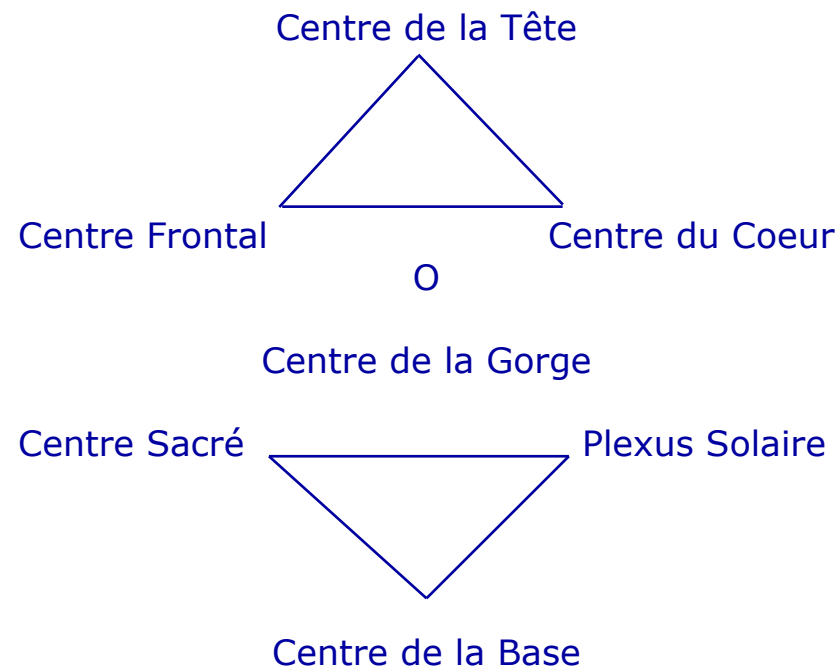 Centre de la Tête
Centre Frontal Centre du Coeur
O
Centre de la Gorge
Centre Sacré Plexus Solaire
Centre de la Base